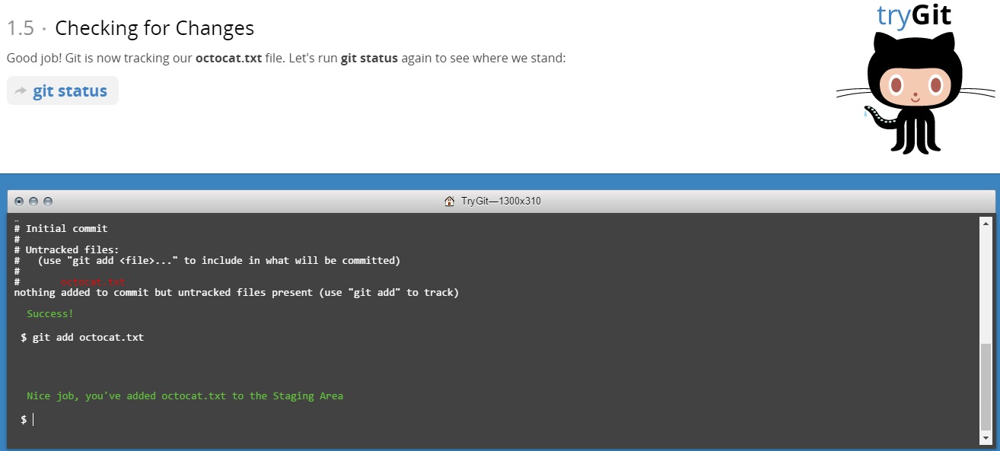 tryGit
1.5 · Checking for Changes
Good job! Git is now tracking our octocat.txt file. Let's run git status again to see where we stand:
git status
TryGit—1300x310
# Initial commit
#
# Untracked files:
#   (use "git add <file>..." to include in what will be committed)
#
#       octocat.txt
nothing added to commit but untracked files present (use "git add" to track)
Success!
$ git add octocat.txt
Nice job, you've added octocat.txt to the Staging Area
$